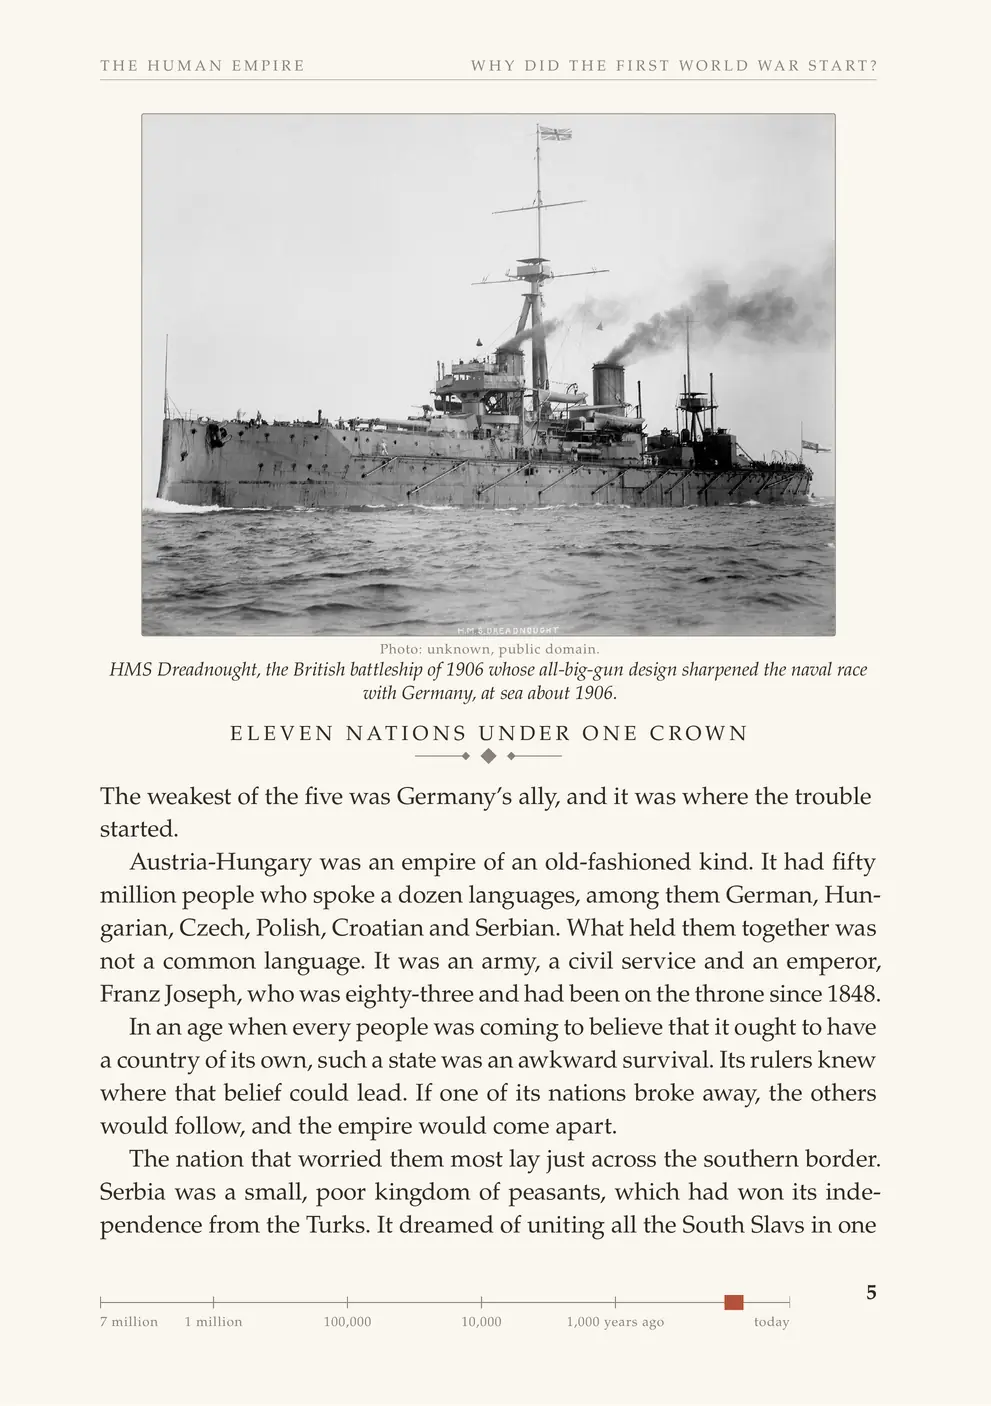 THE HUMAN EMPIRE
WHY DID THE FIRST WORLD WAR START?
H.M.S. DREADNOUGHT
Photo: unknown, public domain.
HMS Dreadnought, the British battleship of 1906 whose all-big-gun design sharpened the naval race
with Germany, at sea about 1906.
ELEVEN NATIONS UNDER ONE CROWN
The weakest of the five was Germany’s ally, and it was where the trouble
started.
Austria-Hungary was an empire of an old-fashioned kind. It had fifty
million people who spoke a dozen languages, among them German, Hun-
garian, Czech, Polish, Croatian and Serbian. What held them together was
not a common language. It was an army, a civil service and an emperor,
Franz Joseph, who was eighty-three and had been on the throne since 1848.
In an age when every people was coming to believe that it ought to have
a country of its own, such a state was an awkward survival. Its rulers knew
where that belief could lead. If one of its nations broke away, the others
would follow, and the empire would come apart.
The nation that worried them most lay just across the southern border.
Serbia was a small, poor kingdom of peasants, which had won its inde-
pendence from the Turks. It dreamed of uniting all the South Slavs in one
5
7 million
1 million
100,000
10,000
1,000 years ago
today